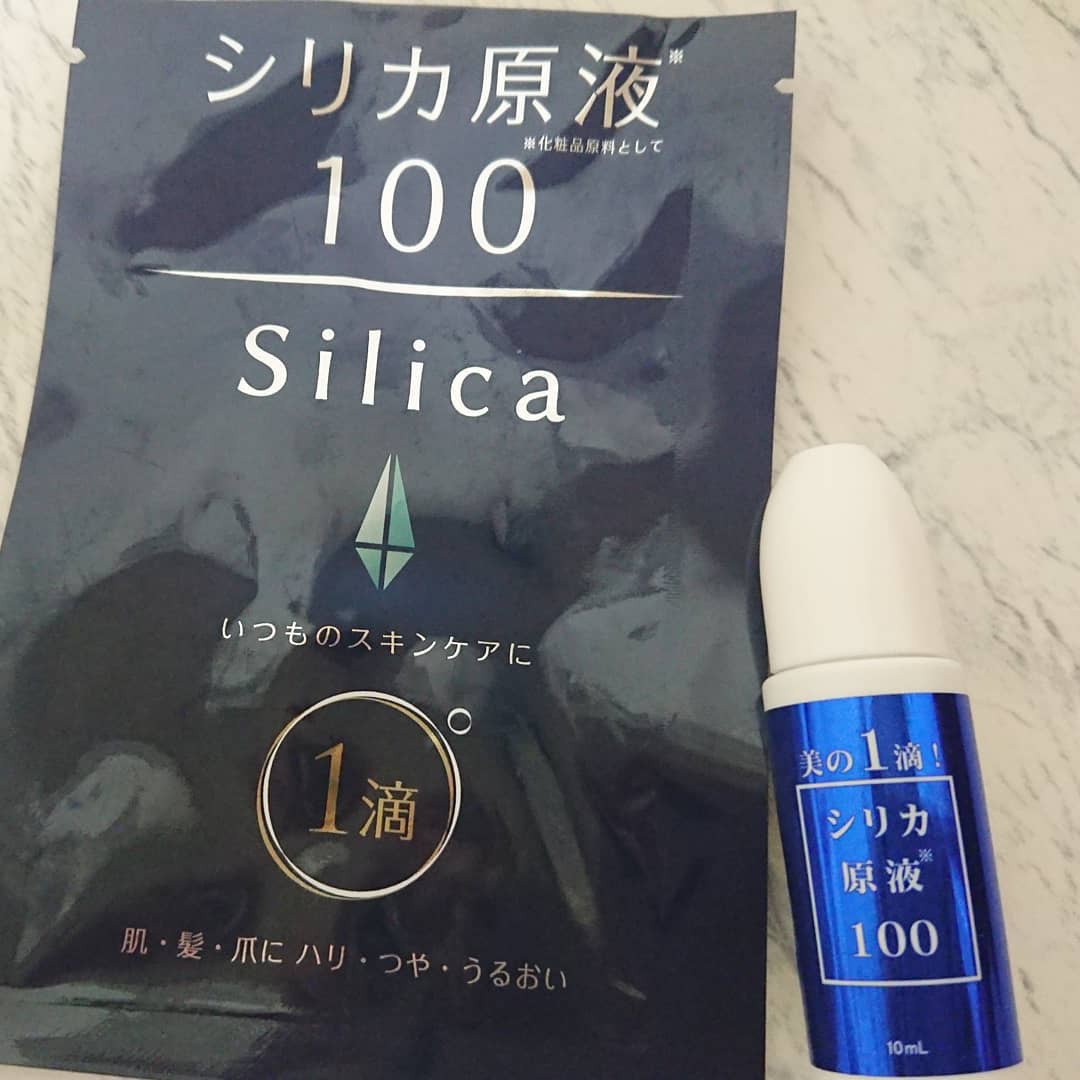 シリカ原液※
※化粧品原料として
100
Silica
いつものスキンケアに
1滴
肌・髪・爪に ハリ・つや・うるおい
美の1滴!
シリカ
原液※
100
10mL